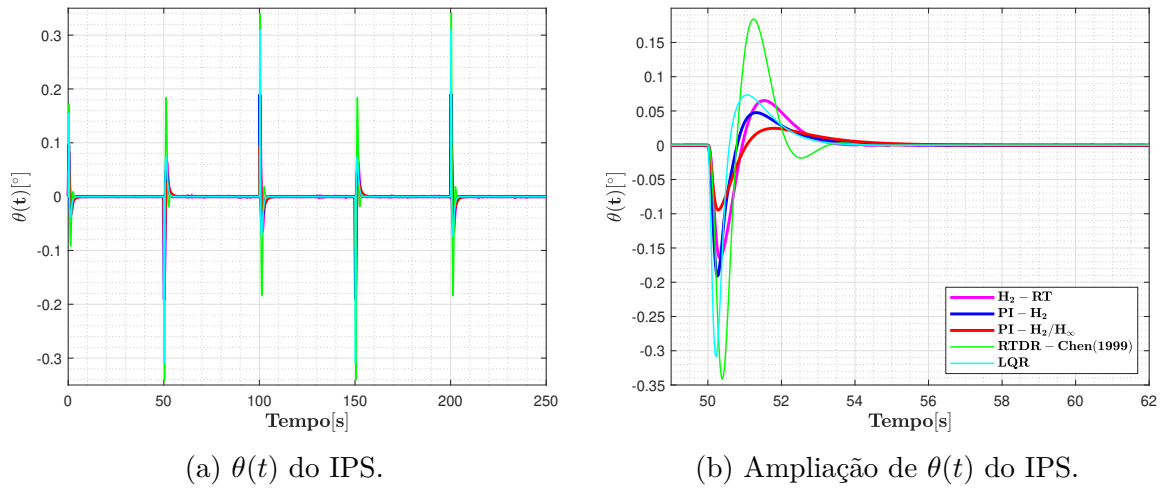 θ(t)[°]
0.3
0.2
0.1
0
-0.1
-0.2
-0.3
0 50 100 150 200 250
Tempo[s]
(a) θ(t) do IPS.
θ(t)[°]
0.15
0.1
0.05
0
-0.05
-0.1
-0.15
-0.2
-0.25
-0.3
-0.35
50 52 54 56 58 60 62
Tempo[s]
H₂ − RT
PI − H₂
PI − H₂/H∞
RTDR − Chen(1999)
LQR
(b) Ampliação de θ(t) do IPS.